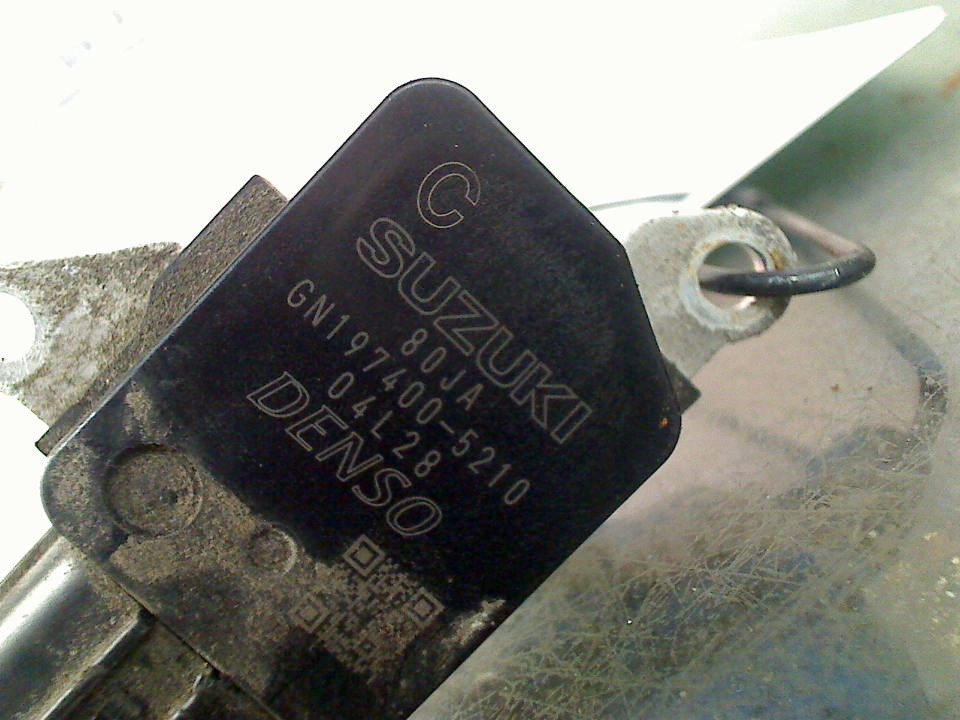 C
SUZUKI
80JA
GN197400-5210
04L28
DENSO